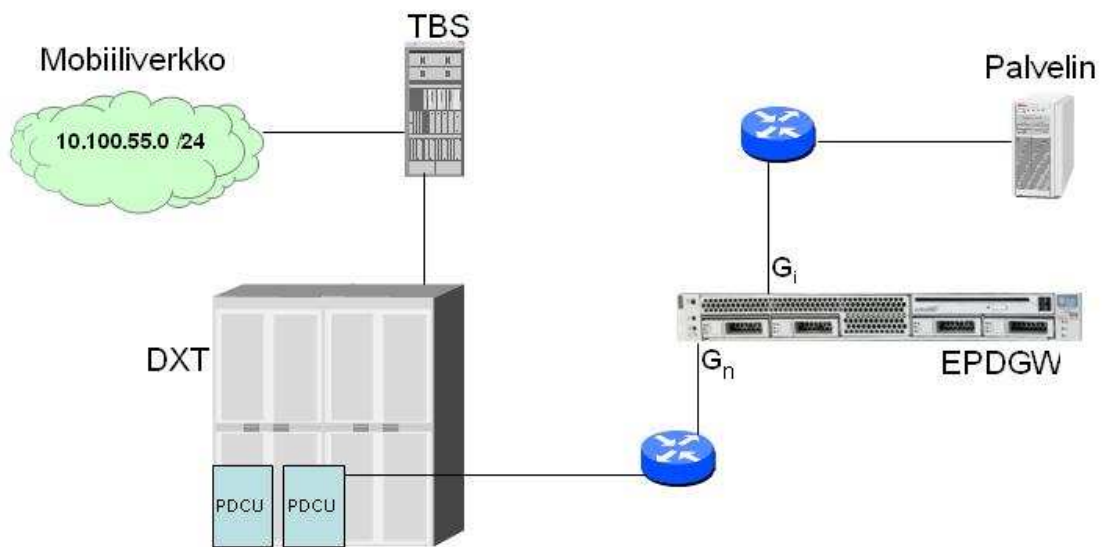 TBS
Mobiiliverkko
10.100.55.0 /24
Palvelin
Gi
DXT
Gn
EPDGW
PDCU
PDCU